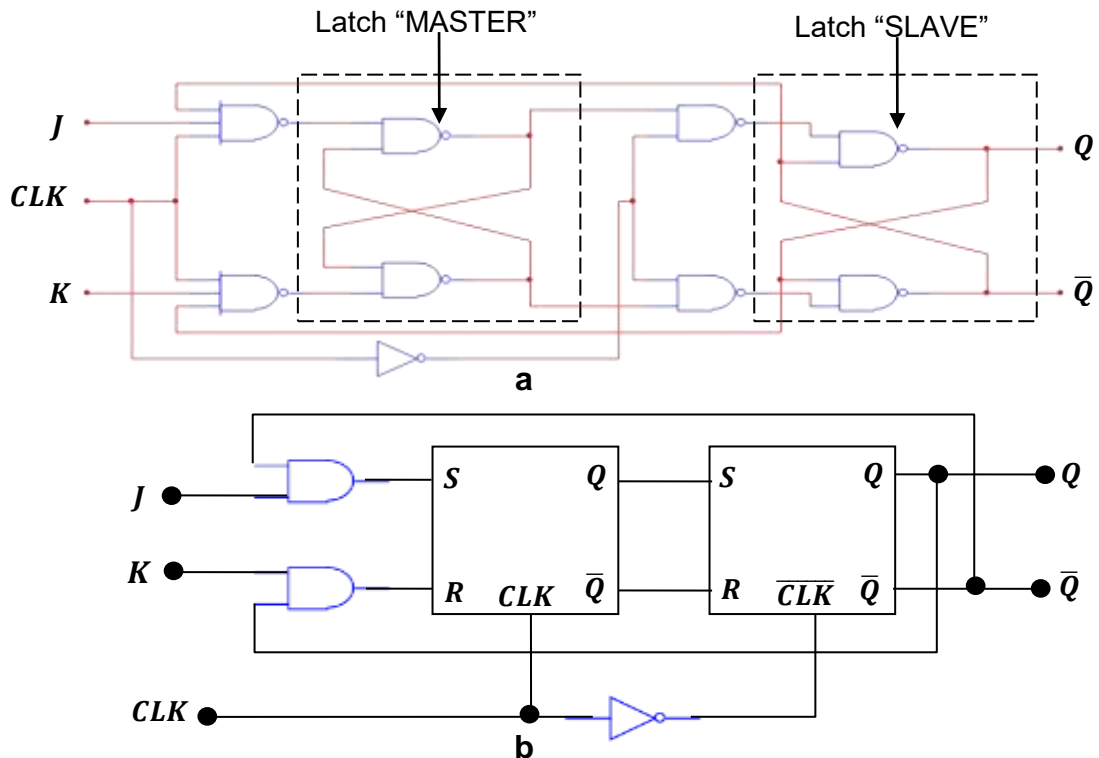 Latch “MASTER”
Latch “SLAVE”
J
Q
CLK
K
Q̅
a
S Q S Q Q
J
K
R CLK Q̅ R C̅L̅K̅ Q̅ Q̅
CLK
b